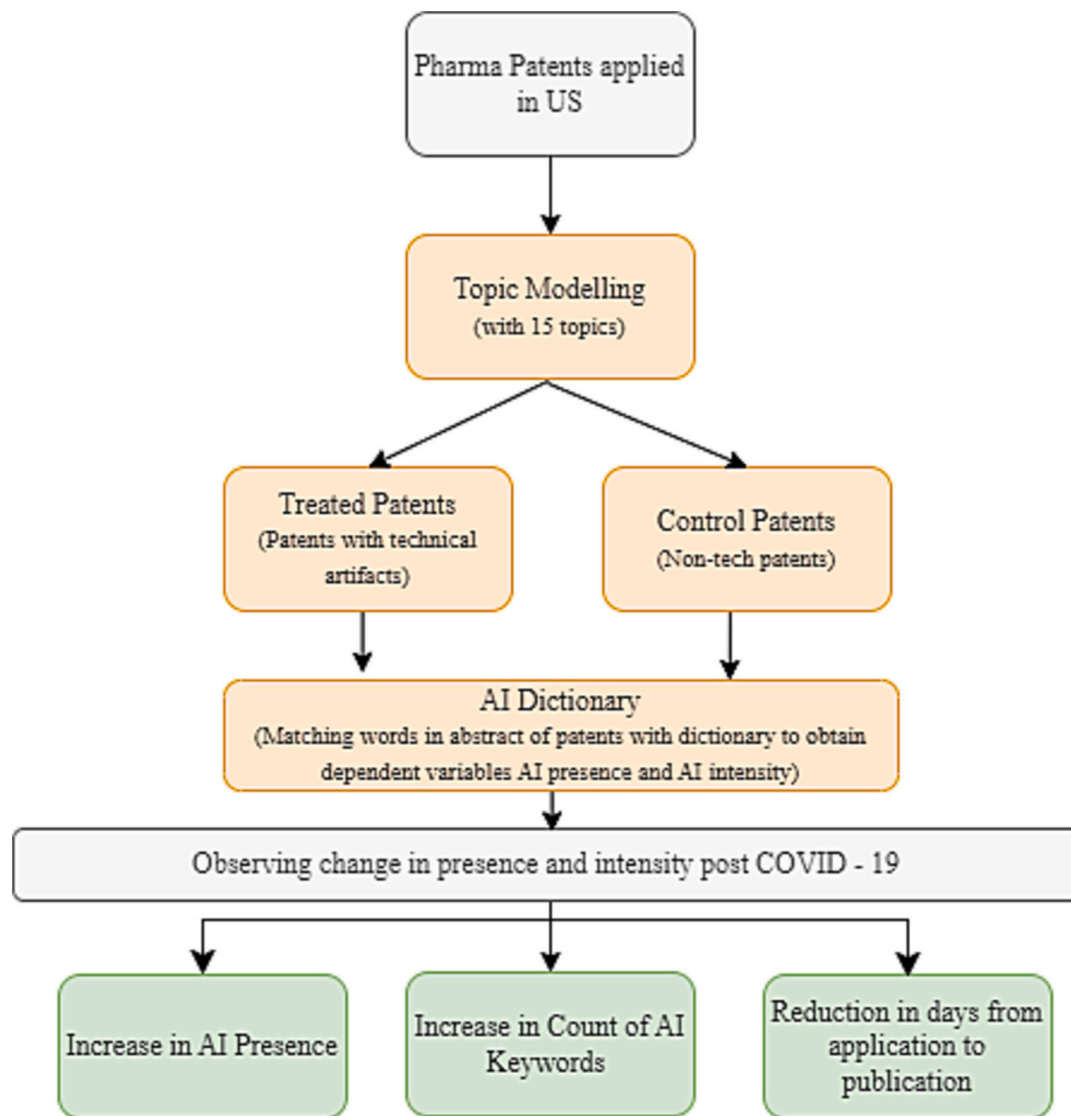 Pharma Patents applied
in US
Topic Modelling
(with 15 topics)
Treated Patents
(Patents with technical
artifacts)
Control Patents
(Non-tech patents)
AI Dictionary
(Matching words in abstract of patents with dictionary to obtain
dependent variables AI presence and AI intensity)
Observing change in presence and intensity post COVID - 19
Increase in AI Presence
Increase in Count of AI
Keywords
Reduction in days from
application to
publication